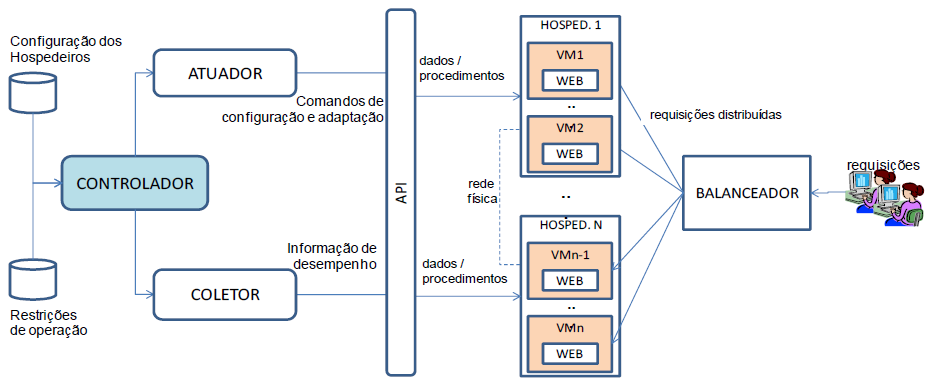 Configuração dos
Hospedeiros
ATUADOR
Comandos de
configuração e adaptação
CONTROLADOR
Informação de
desempenho
COLETOR
Restrições
de operação
API
dados /
procedimentos
dados /
procedimentos
rede
física
HOSPED. 1
VM1
WEB
..
VM2
WEB
.. ..
HOSPED. N
VMn-1
WEB
..
VMn
WEB
requisições distribuídas
BALANCEADOR
requisições